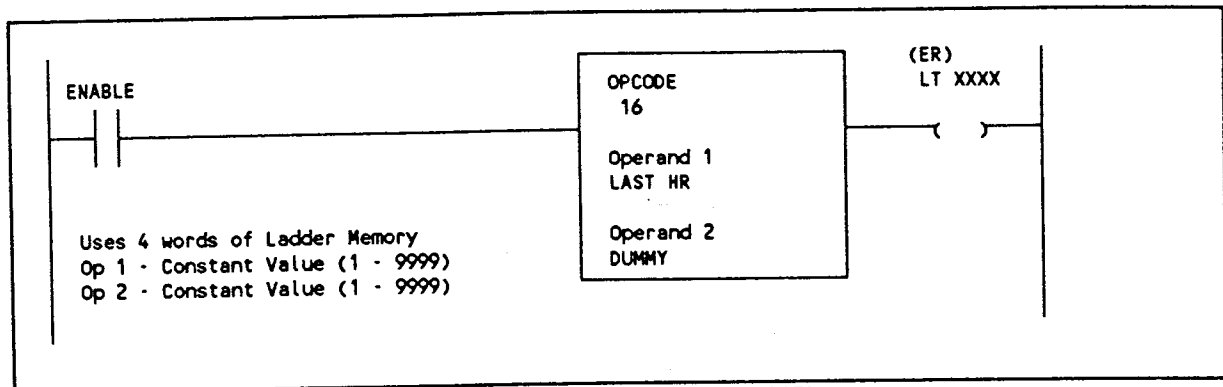 ENABLE
OPCODE
16
Operand 1
LAST HR
Operand 2
DUMMY
(ER)
LT XXXX
Uses 4 words of Ladder Memory
Op 1 - Constant Value (1 - 9999)
Op 2 - Constant Value (1 - 9999)